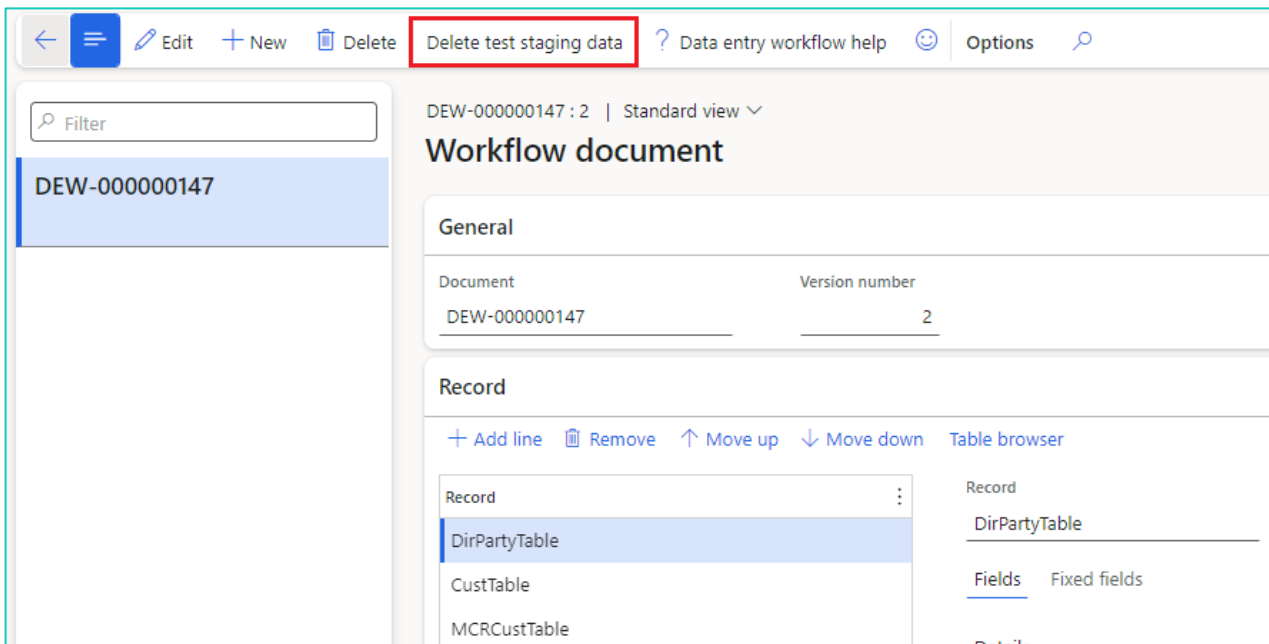 Edit New Delete Delete test staging data ? Data entry workflow help Options
Filter
DEW-000000147
DEW-000000147 : 2 | Standard view
Workflow document
General
Document Version number
DEW-000000147 2
Record
Add line Remove Move up Move down Table browser
Record
DirPartyTable
CustTable
MCRCustTable
Record
DirPartyTable
Fields Fixed fields